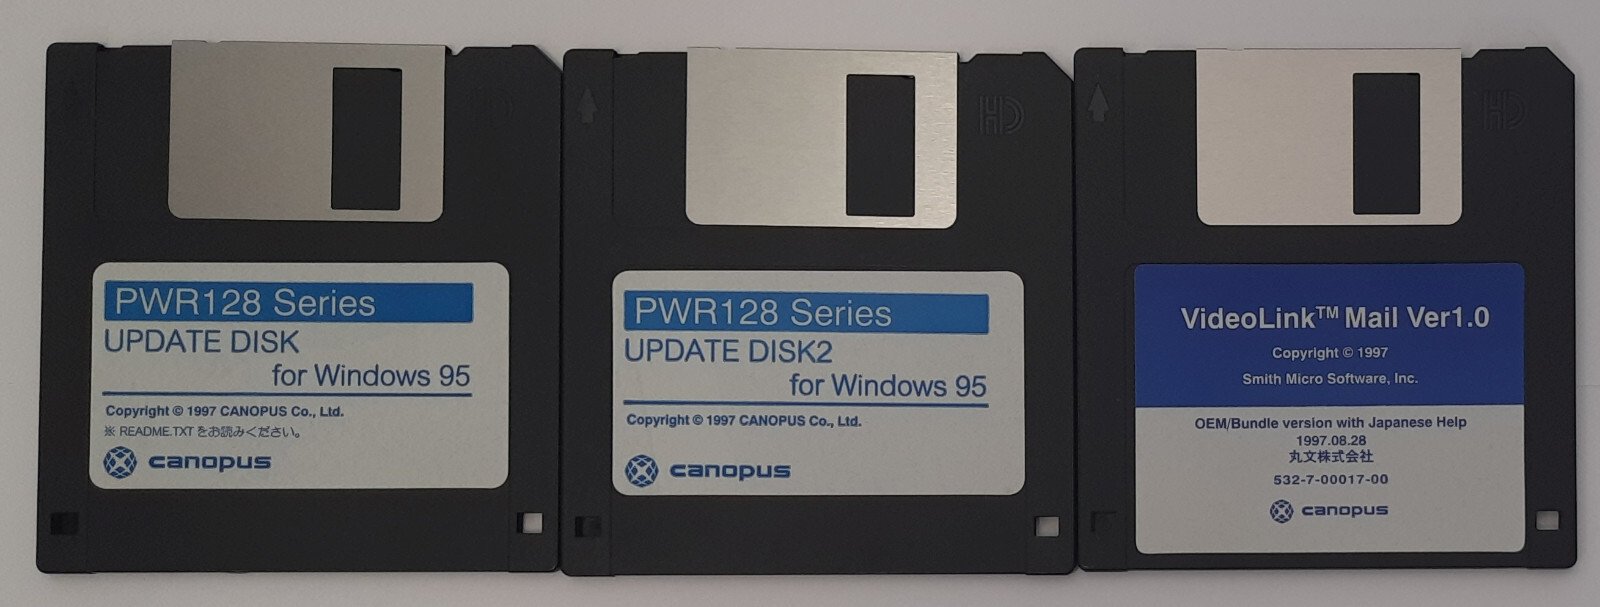 HD
HD
HD
PWR128 Series
UPDATE DISK
for Windows 95
Copyright © 1997 CANOPUS Co., Ltd.
※ README.TXT をお読みください。
canopus
PWR128 Series
UPDATE DISK2
for Windows 95
Copyright © 1997 CANOPUS Co., Ltd.
canopus
VideoLink™ Mail Ver1.0
Copyright © 1997
Smith Micro Software, Inc.
OEM/Bundle version with Japanese Help
1997.08.28
丸文株式会社
532-7-00017-00
canopus